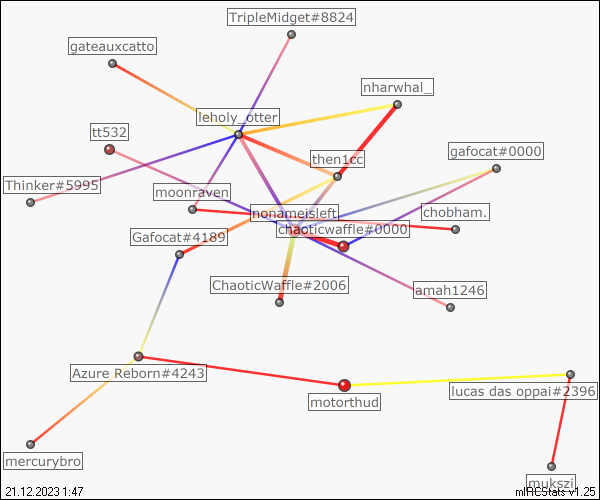 TripleMidget#8824
gateauxcatto
nharwhal_
leholy_otter
tt532
then1cc
gafocat#0000
Thinker#5995
moonraven
nonameisleft
chobham.
chaoticwaffle#0000
Gafocat#4189
ChaoticWaffle#2006
amah1246
Azure Reborn#4243
lucas das oppai#2396
motorthud
mercurybro
mukszi
21.12.2023 1:47
mIRCStats v1.25